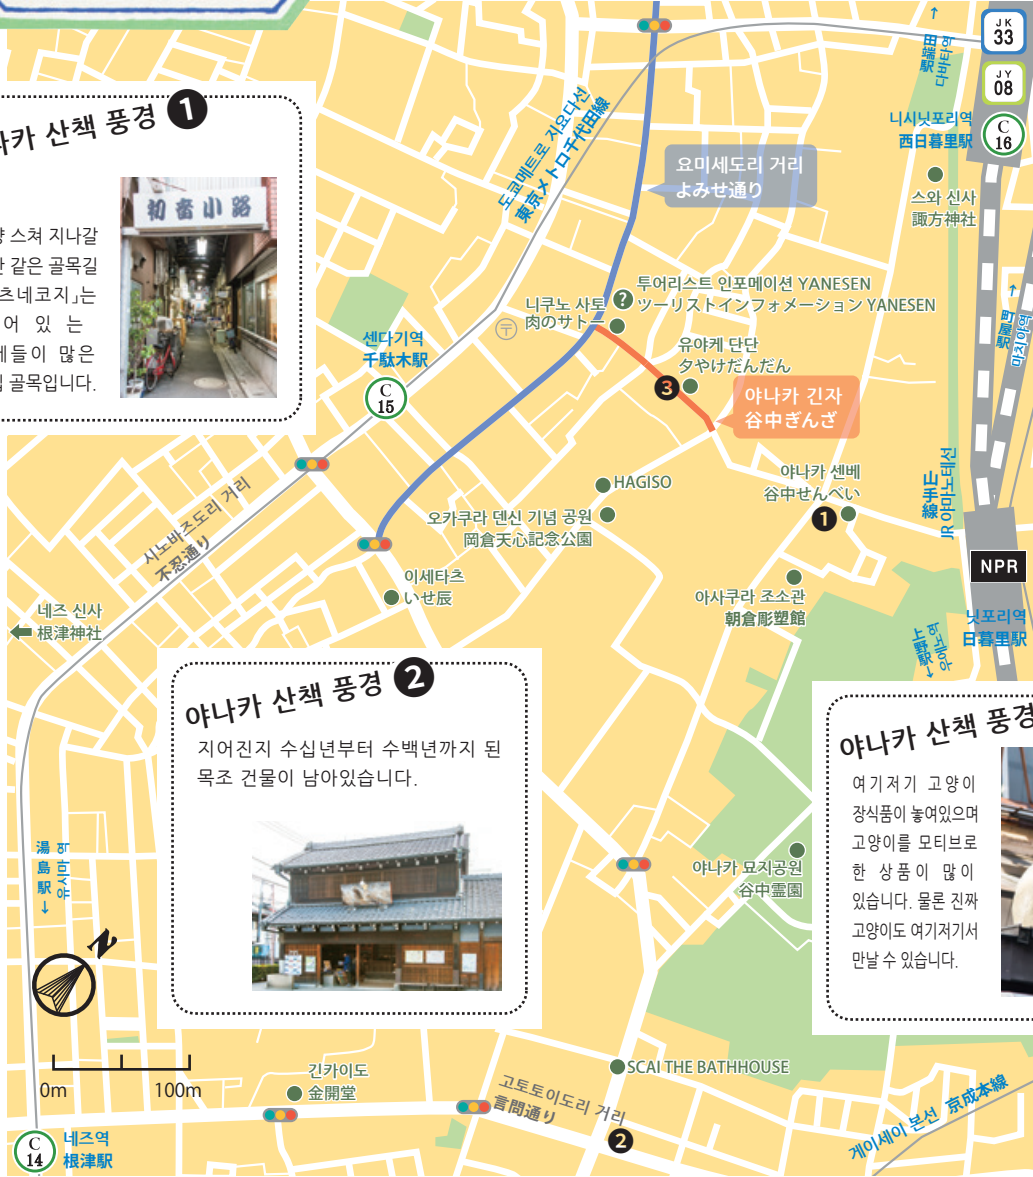 ↑
田端駅
다바타역
JK
33
JY
08
니시닛포리역
西日暮里駅
C
16
야나카 산책 풍경 1
初音小路
스쳐 지나갈
같은 골목길
츠네코지」는
어 있 는
들이 많은
골목입니다.
도쿄메트로 지요다선
東京メトロ千代田線
요미세도리 거리
よみせ通り
스와 신사
諏方神社
투어리스트 인포메이션 YANESEN
ツーリストインフォメーション YANESEN
?
니쿠노 사토
肉のサトー
〒
↑
町屋駅
마치야역
센다기역
千駄木駅
C
15
유야케 단단
夕やけだんだん
3
야나카 긴자
谷中ぎんざ
야나카 센베
谷中せんべい
1
JR 야마노테선
山手線
HAGISO
오카쿠라 덴신 기념 공원
岡倉天心記念公園
시노바즈도리 거리
不忍通り
이세타츠
いせ辰
아사쿠라 조소관
朝倉彫塑館
NPR
닛포리역
日暮里駅
우에노역
上野駅→
네즈 신사
根津神社
야나카 산책 풍경 2
지어진지 수십년부터 수백년까지 된
목조 건물이 남아있습니다.
야나카 산책 풍경
여기저기 고양이
장식품이 놓여있으며
고양이를 모티브로
한 상품이 많이
있습니다. 물론 진짜
고양이도 여기저기서
만날 수 있습니다.
湯島駅→
유시마 역
야나카 묘지공원
谷中霊園
N
0m 100m
긴카이도
金開堂
SCAI THE BATHHOUSE
고토토이도리 거리
言問通り
2
게이세이 본선 京成本線
C
14
네즈역
根津駅